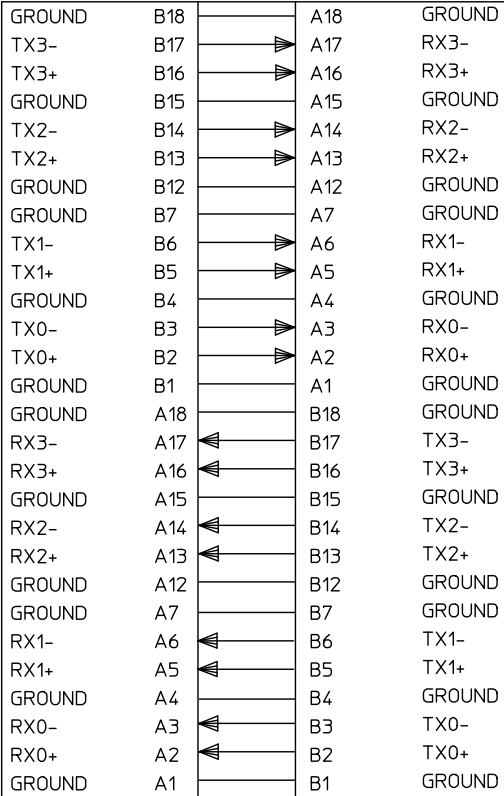 GROUND B18 A18 GROUND
TX3- B17 A17 RX3-
TX3+ B16 A16 RX3+
GROUND B15 A15 GROUND
TX2- B14 A14 RX2-
TX2+ B13 A13 RX2+
GROUND B12 A12 GROUND
GROUND B7 A7 GROUND
TX1- B6 A6 RX1-
TX1+ B5 A5 RX1+
GROUND B4 A4 GROUND
TX0- B3 A3 RX0-
TX0+ B2 A2 RX0+
GROUND B1 A1 GROUND
GROUND A18 B18 GROUND
RX3- A17 B17 TX3-
RX3+ A16 B16 TX3+
GROUND A15 B15 GROUND
RX2- A14 B14 TX2-
RX2+ A13 B13 TX2+
GROUND A12 B12 GROUND
GROUND A7 B7 GROUND
RX1- A6 B6 TX1-
RX1+ A5 B5 TX1+
GROUND A4 B4 GROUND
RX0- A3 B3 TX0-
RX0+ A2 B2 TX0+
GROUND A1 B1 GROUND